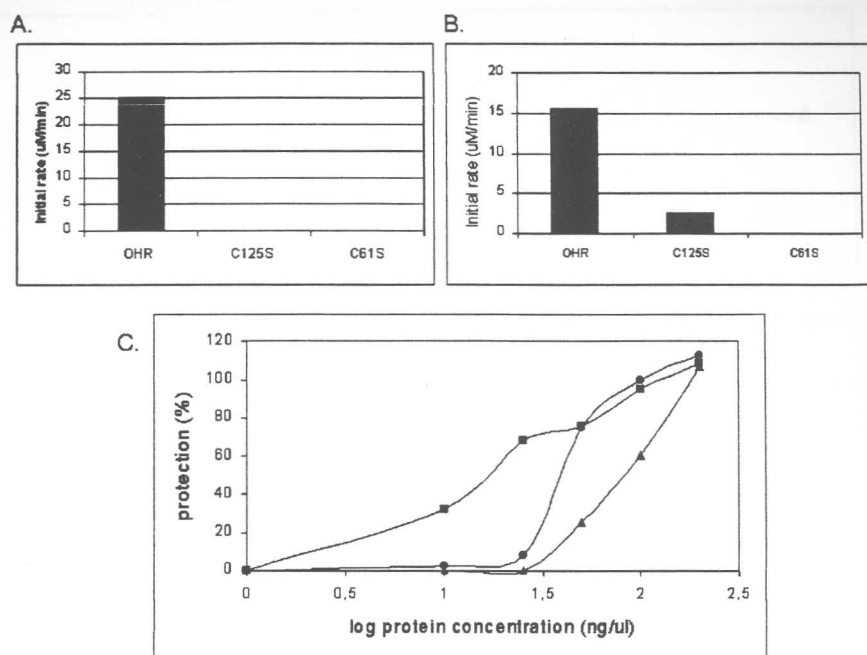 A.
Initial rate (uM/min)
30
25
20
15
10
5
0
OHR C125S C61S
B.
Initial rate (uM/min)
20
15
10
5
0
OHR C125S C61S
C.
protection (%)
120
100
80
60
40
20
0
0 0,5 1 1,5 2 2,5
log protein concentration (ng/ul)